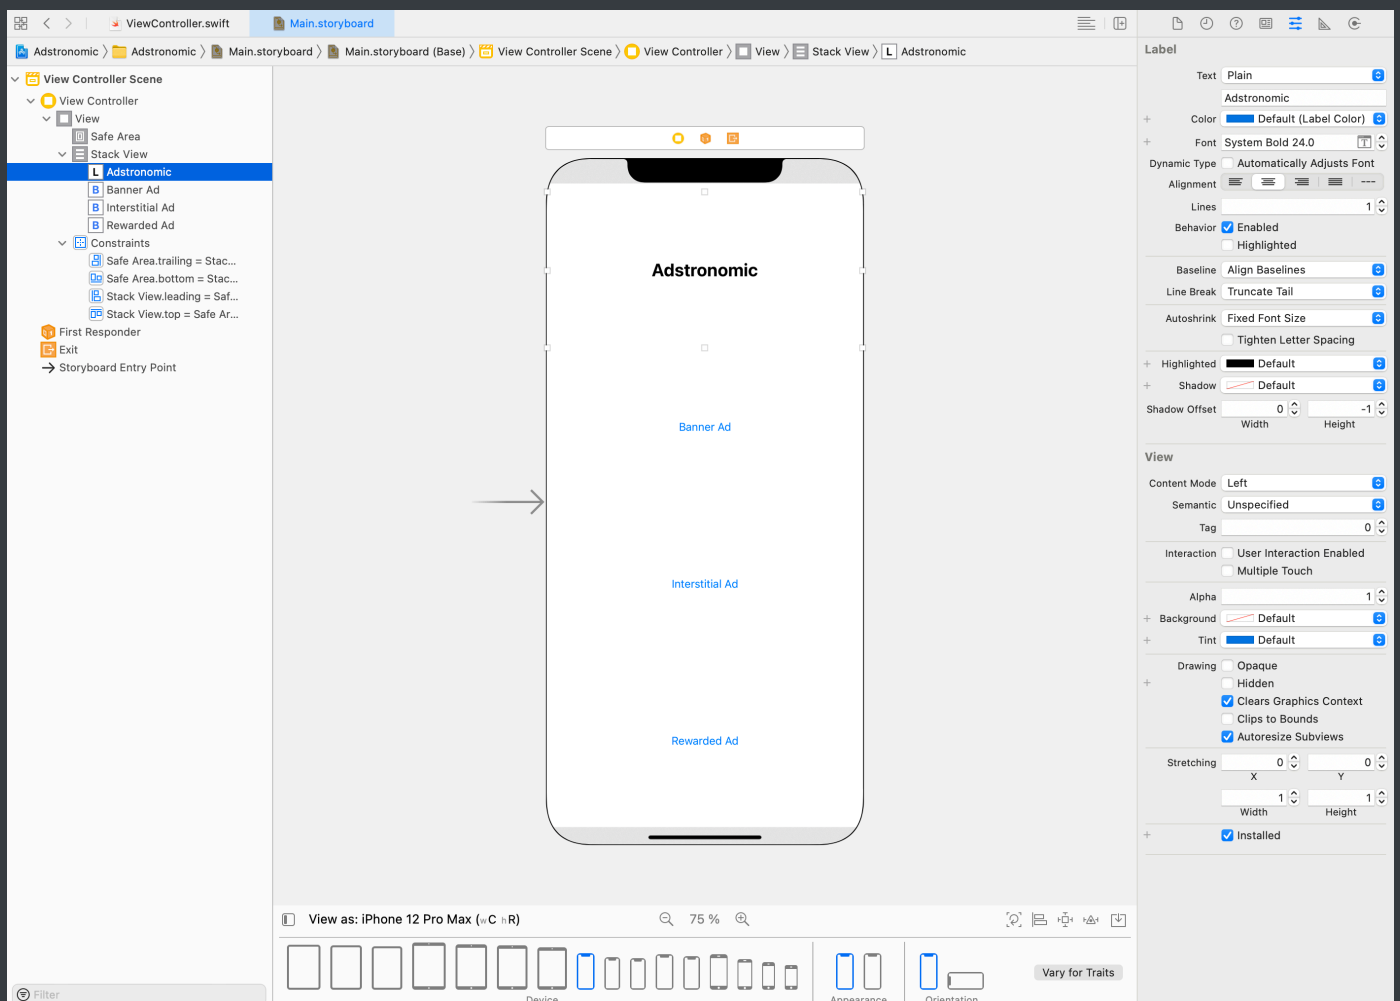 ViewController.swift
Main.storyboard
Adstronomic
Adstronomic
Main.storyboard
Main.storyboard (Base)
View Controller Scene
View Controller
View
Stack View
L
Adstronomic
View Controller Scene
View Controller
View
Safe Area
Stack View
L Adstronomic
B Banner Ad
B Interstitial Ad
B Rewarded Ad
Constraints
Safe Area.trailing = Stac...
Safe Area.bottom = Stac...
Stack View.leading = Saf...
Stack View.top = Safe Ar...
First Responder
Exit
Storyboard Entry Point
Filter
Adstronomic
Banner Ad
Interstitial Ad
Rewarded Ad
View as: iPhone 12 Pro Max (wC hR)
75 %
Device
Appearance
Orientation
Vary for Traits
Label
Text Plain
Adstronomic
Color Default (Label Color)
Font System Bold 24.0 T
Dynamic Type Automatically Adjusts Font
Alignment
Lines 1
Behavior Enabled
Highlighted
Baseline Align Baselines
Line Break Truncate Tail
Autoshrink Fixed Font Size
Tighten Letter Spacing
Highlighted Default
Shadow Default
Shadow Offset 0 -1
Width Height
View
Content Mode Left
Semantic Unspecified
Tag 0
Interaction User Interaction Enabled
Multiple Touch
Alpha 1
Background Default
Tint Default
Drawing Opaque
Hidden
Clears Graphics Context
Clips to Bounds
Autoresize Subviews
Stretching 0 0
X Y
1 1
Width Height
Installed